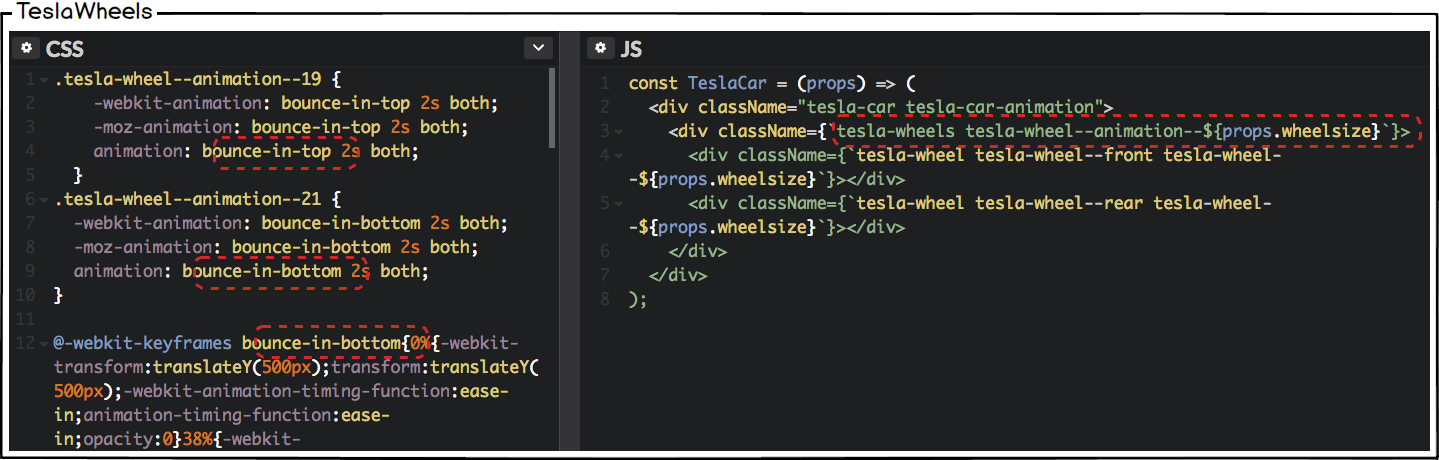 TeslaWheels
CSS
1 .tesla-wheel--animation--19 {
2 -webkit-animation: bounce-in-top 2s both;
3 -moz-animation: bounce-in-top 2s both;
4 animation: bounce-in-top 2s both;
5 }
6 .tesla-wheel--animation--21 {
7 -webkit-animation: bounce-in-bottom 2s both;
8 -moz-animation: bounce-in-bottom 2s both;
9 animation: bounce-in-bottom 2s both;
10 }
11
12 @-webkit-keyframes bounce-in-bottom{0%{-webkit-
transform:translateY(500px);transform:translateY(
500px);-webkit-animation-timing-function:ease-
in;animation-timing-function:ease-
in;opacity:0}38%{-webkit-
JS
1 const TeslaCar = (props) => (
2 <div className="tesla-car tesla-car-animation">
3 <div className={`tesla-wheels tesla-wheel--animation--${props.wheelsize}`}>
4 <div className={`tesla-wheel tesla-wheel--front tesla-wheel-
-${props.wheelsize}`}></div>
5 <div className={`tesla-wheel tesla-wheel--rear tesla-wheel-
-${props.wheelsize}`}></div>
6 </div>
7 </div>
8 );